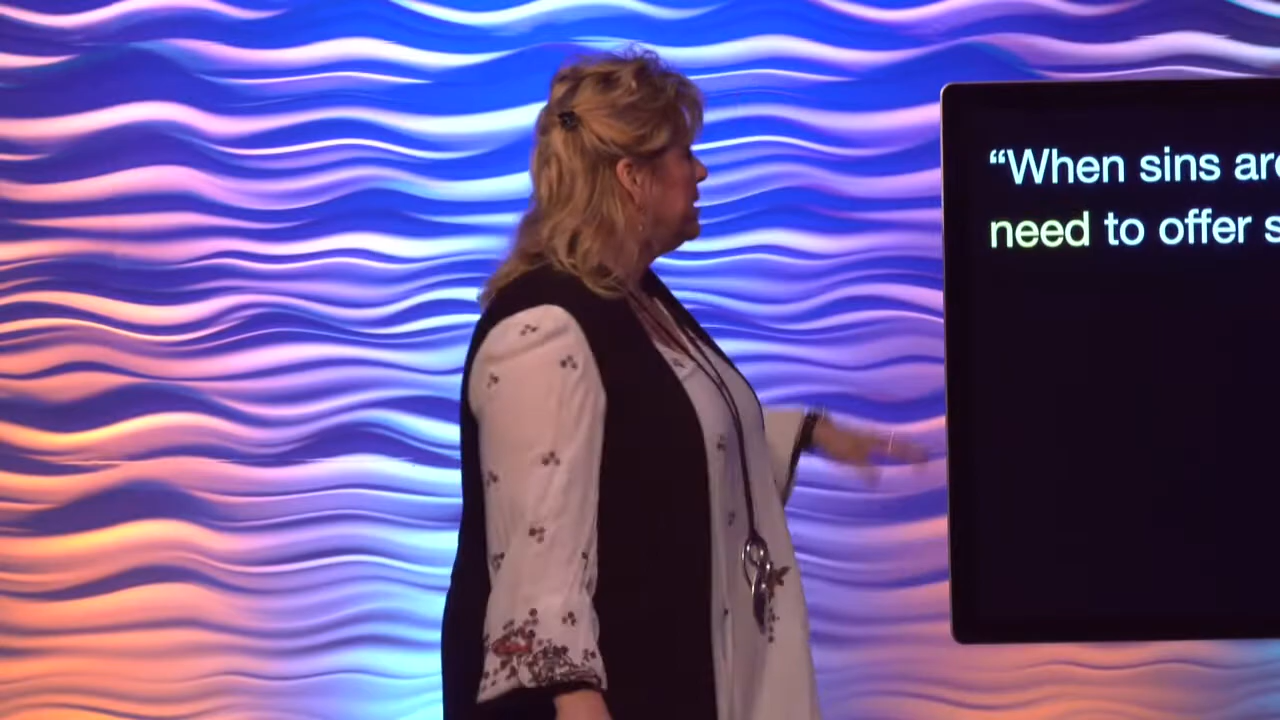 “When sins are
need to offer s